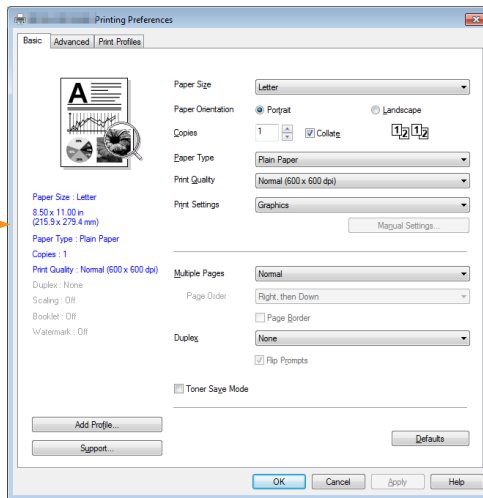 Printing Preferences
Basic Advanced Print Profiles
Paper Size Letter
Paper Orientation Portrait Landscape
Copies 1 Collate 1 2 1 2
Paper Type Plain Paper
Print Quality Normal (600 x 600 dpi)
Print Settings Graphics
Manual Settings...
Paper Size : Letter
8.50 x 11.00 in
(215.9 x 279.4 mm)
Paper Type : Plain Paper
Copies : 1
Print Quality : Normal (600 x 600 dpi)
Duplex : None
Scaling : Off
Booklet : Off
Watermark : Off
Multiple Pages Normal
Page Order Right, then Down
Page Border
Duplex None
Flip Prompts
Toner Save Mode
Add Profile...
Support...
Defaults
OK Cancel Apply Help